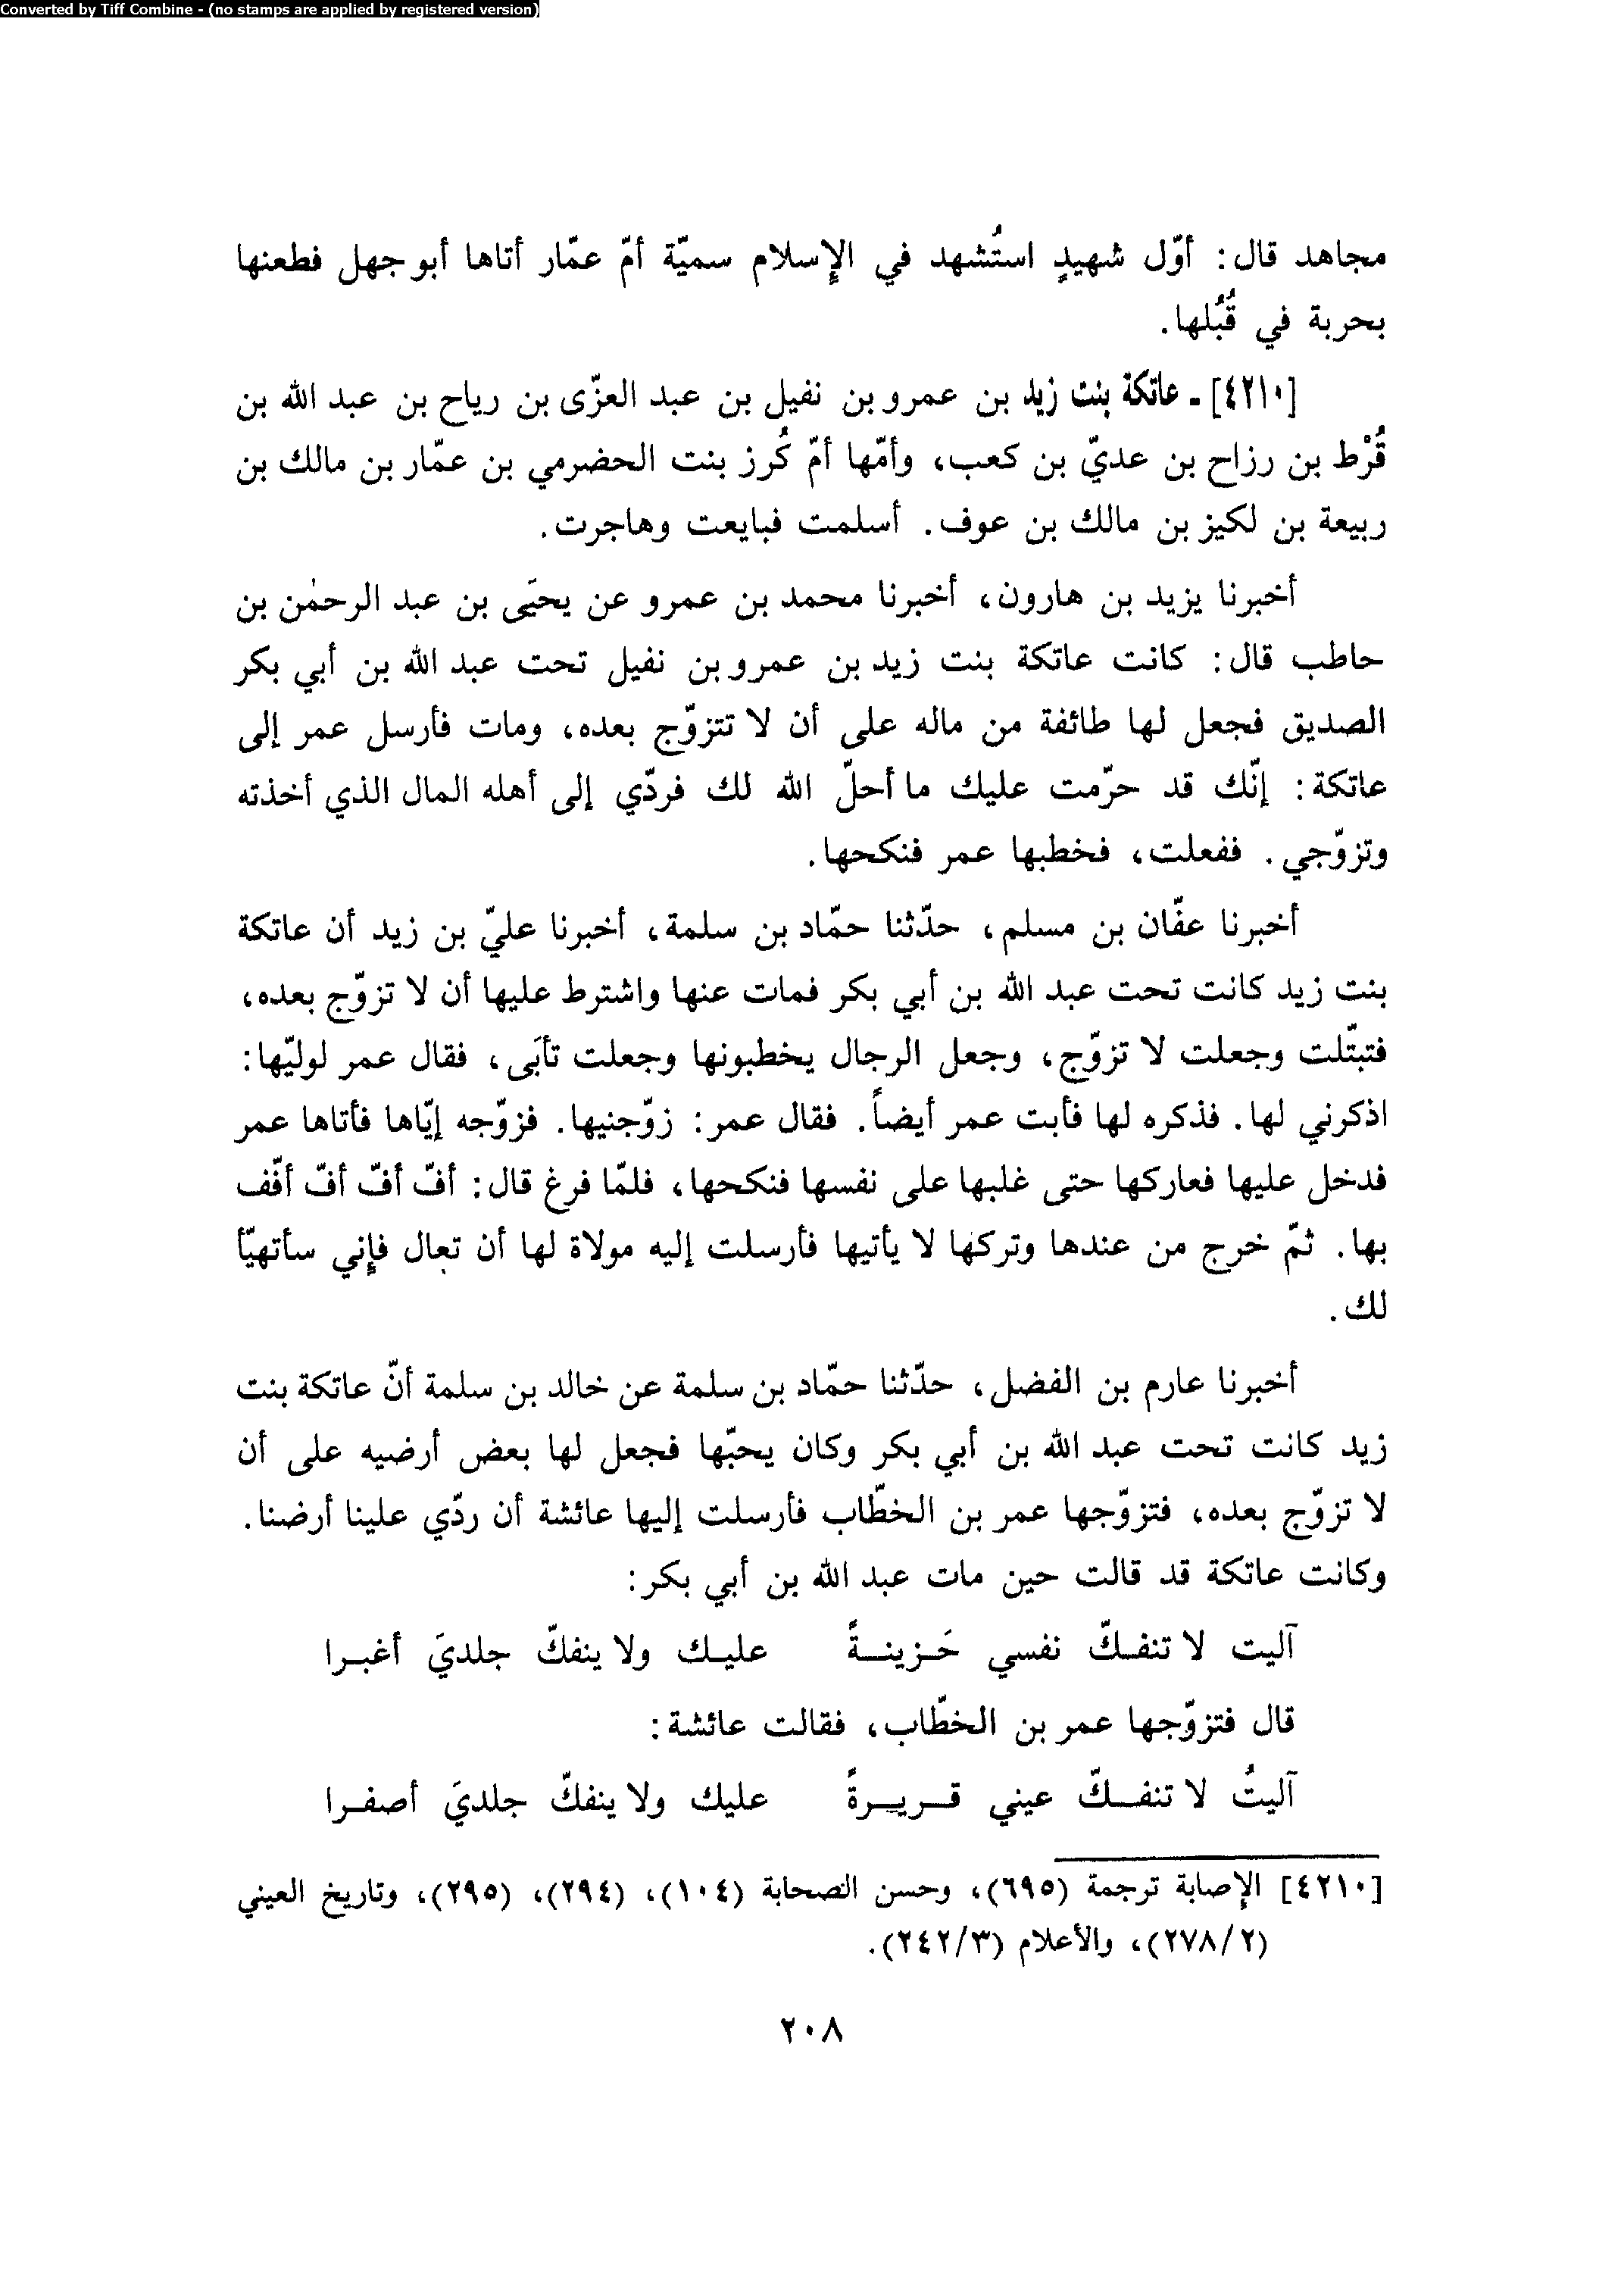 Converted by Tiff Combine - (no stamps are applied by registered version)
مجاهد قال: أوّل شهيدٍ استُشهد في الإسلام سميّة أمّ عمّار أتاها أبو جهل فطعنها
بحربة في قُبُلها.
[٤٢١٠] - عاتكة بنت زيد بن عمرو بن نفيل بن عبد العزّى بن رياح بن عبد الله بن
قُرْط بن رزاح بن عديّ بن كعب، وأمّها أمّ كُرز بنت الحضرمي بن عمّار بن مالك بن
ربيعة بن لكيز بن مالك بن عوف. أسلمت فبايعت وهاجرت.
أخبرنا يزيد بن هارون، أخبرنا محمد بن عمرو عن يحيَى بن عبد الرحمٰن بن
حاطب قال: كانت عاتكة بنت زيد بن عمرو بن نفيل تحت عبد الله بن أبي بكر
الصديق فجعل لها طائفة من ماله على أن لا تتزوّج بعده، ومات فأرسل عمر إلى
عاتكة: إنّك قد حرّمت عليك ما أحلّ الله لك فردّي إلى أهله المال الذي أخذته
وتزوّجي. ففعلت، فخطبها عمر فنكحها.
أخبرنا عفّان بن مسلم، حدّثنا حمّاد بن سلمة، أخبرنا عليّ بن زيد أن عاتكة
بنت زيد كانت تحت عبد الله بن أبي بكر فمات عنها واشترط عليها أن لا تزوّج بعده،
فتبتّلت وجعلت لا تزوّج، وجعل الرجال يخطبونها وجعلت تأبَى، فقال عمر لوليّها:
اذكرني لها. فذكره لها فأبت عمر أيضاً. فقال عمر: زوّجنيها. فزوّجه إيّاها فأتاها عمر
فدخل عليها فعاركها حتى غلبها على نفسها فنكحها، فلمّا فرغ قال: أفّ أفّ أفّ أفّف
بها. ثمّ خرج من عندها وتركها لا يأتيها فأرسلت إليه مولاة لها أن تعال فإني سأتهيّأ
لك.
أخبرنا عارم بن الفضل، حدّثنا حمّاد بن سلمة عن خالد بن سلمة أنّ عاتكة بنت
زيد كانت تحت عبد الله بن أبي بكر وكان يحبّها فجعل لها بعض أرضيه على أن
لا تزوّج بعده، فتزوّجها عمر بن الخطّاب فأرسلت إليها عائشة أن ردّي علينا أرضنا.
وكانت عاتكة قد قالت حين مات عبد الله بن أبي بكر:
آليت لا تنفـكّ نفسي حَـزينـــةً عليـك ولا ينفكّ جلديَ أغبـرا
قال فتزوّجها عمر بن الخطّاب، فقالت عائشة:
آليتُ لا تنفـــكّ عيني قـــريـــرةً عليك ولا ينفكّ جلديَ أصفـرا
[٤٢١٠] الإصابة ترجمة (٦٩٥)، وحسن الصحابة (١٠٤)، (٢٩٤)، (٢٩٥)، وتاريخ العيني
(٢٧٨/٢)، والأعلام (٢٤٢/٣).
٢٠٨